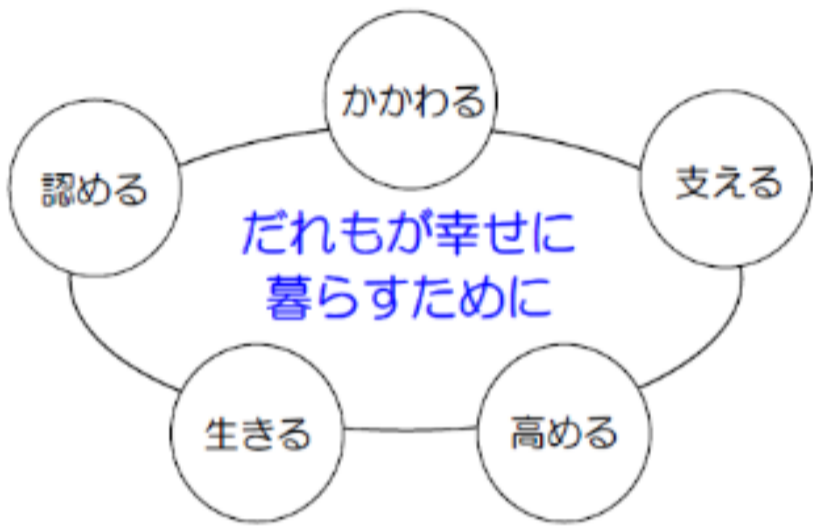 かかわる
認める
支える
だれもが幸せに
暮らすために
生きる
高める